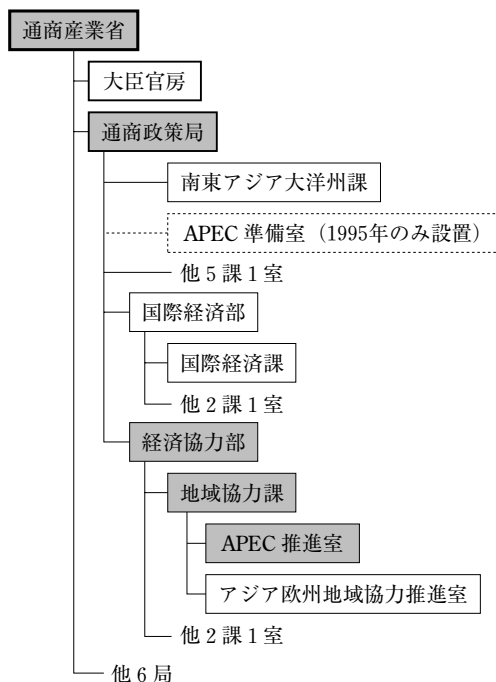 通商産業省
大臣官房
通商政策局
南東アジア大洋州課
APEC 準備室（1995年のみ設置）
他 5 課 1 室
国際経済部
国際経済課
他 2 課 1 室
経済協力部
地域協力課
APEC 推進室
アジア欧州地域協力推進室
他 2 課 1 室
他 6 局